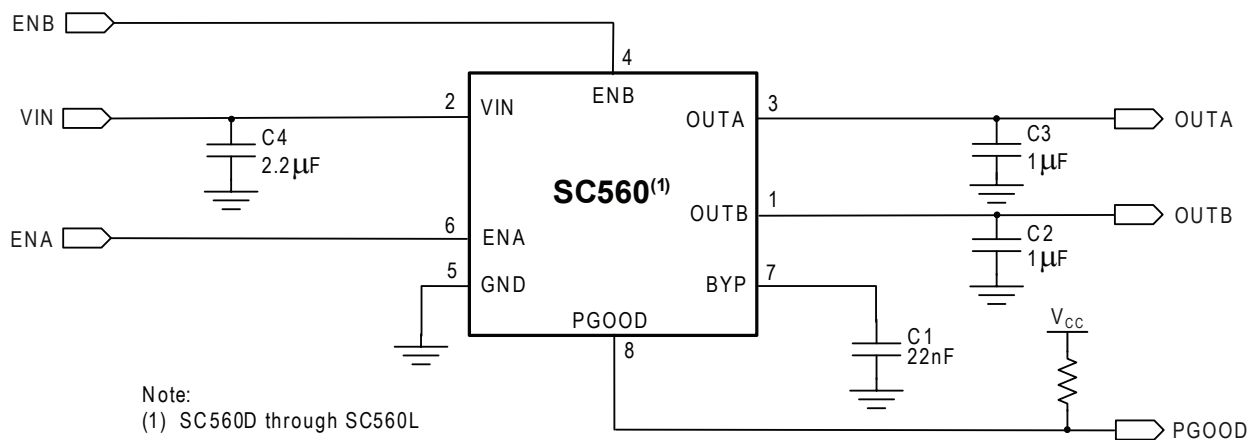 ENB
4
ENB
VIN
2
VIN
C4
2.2µF
OUTA
3
C3
1µF
OUTA
SC560(1)
OUTB
1
C2
1µF
OUTB
ENA
6
ENA
5
GND
BYP
7
C1
22nF
PGOOD
8
VCC
PGOOD
Note:
(1) SC560D through SC560L